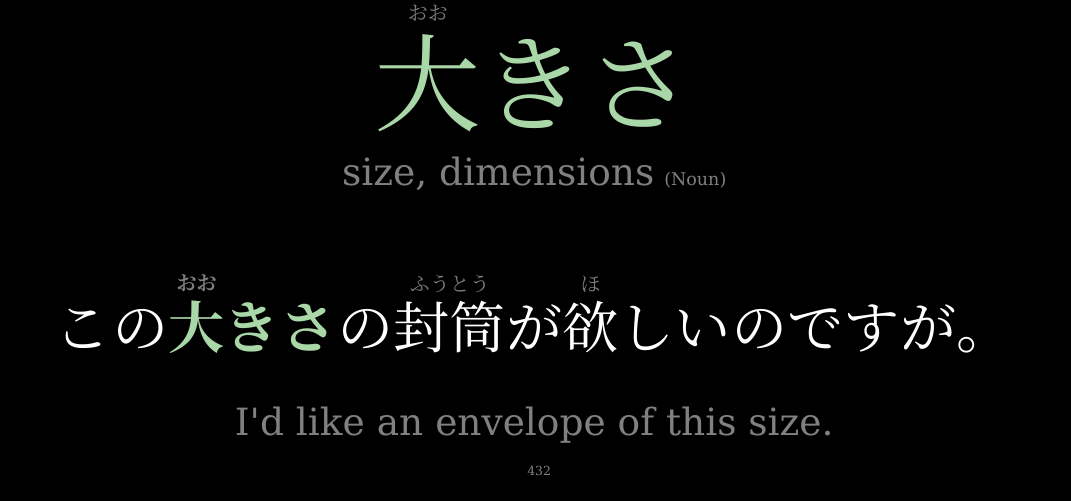 おお
大きさ
size, dimensions (Noun)
おお ふうとう ほ
この大きさの封筒が欲しいのですが。
I'd like an envelope of this size.
432